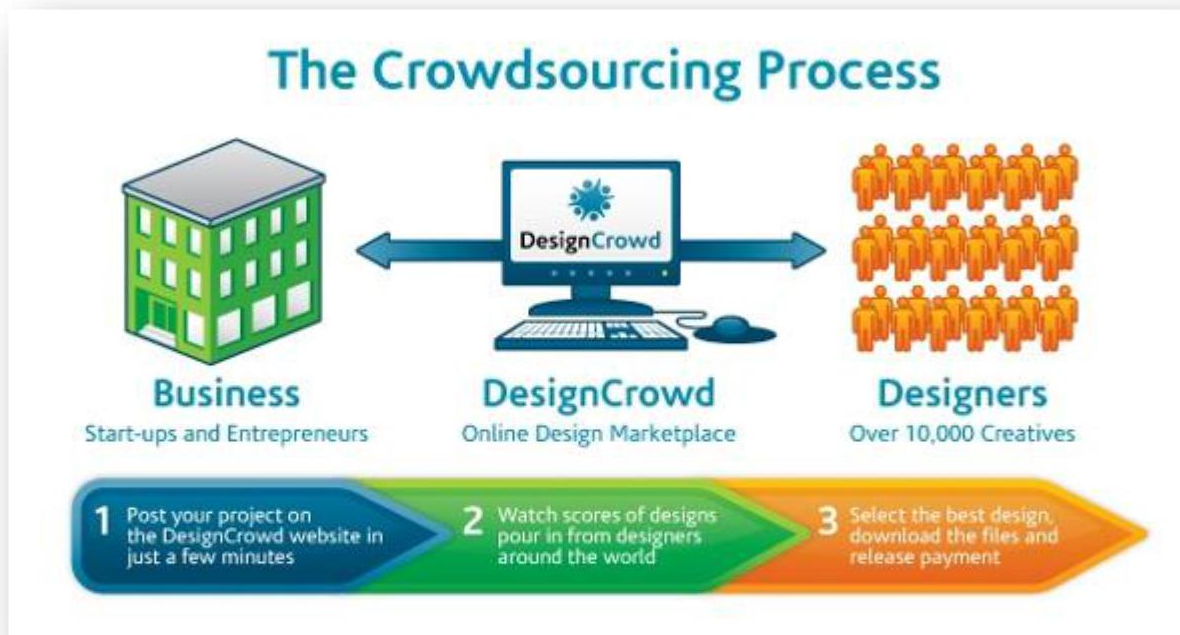 The Crowdsourcing Process
DesignCrowd
Business
Start-ups and Entrepreneurs
DesignCrowd
Online Design Marketplace
Designers
Over 10,000 Creatives
1 Post your project on
the DesignCrowd website in
just a few minutes
2 Watch scores of designs
pour in from designers
around the world
3 Select the best design,
download the files and
release payment